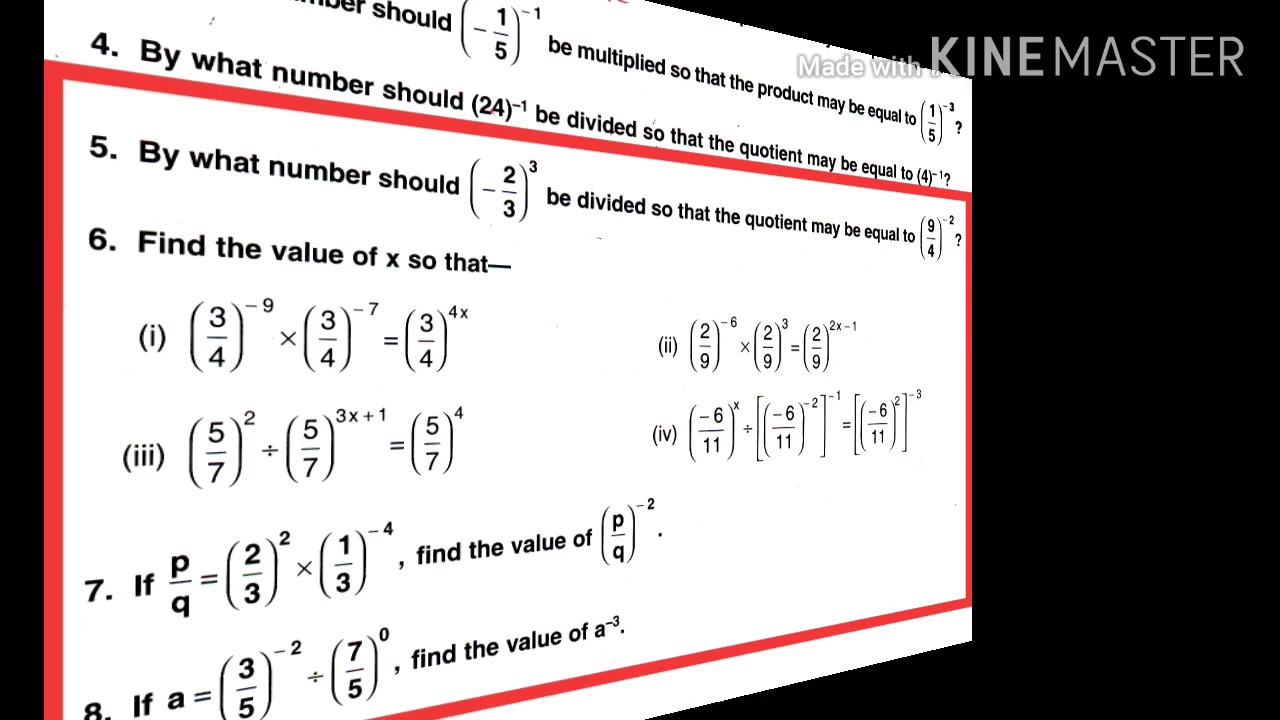 should (-1/5)^-1 be multiplied so that the product may be equal to (1/5)^-3 ?
Made with KINEMASTER
4. By what number should (24)^-1 be divided so that the quotient may be equal to (4)^-1?
5. By what number should (-2/3)^3 be divided so that the quotient may be equal to (9/4)^-2 ?
6. Find the value of x so that—
(i) (3/4)^-9 × (3/4)^-7 = (3/4)^4x
(ii) (2/9)^-6 × (2/9)^3 = (2/9)^2x-1
(iii) (5/7)^2 ÷ (5/7)^3x+1 = (5/7)^4
(iv) (-6/11)^x ÷ [(-6/11)^-2]^-1 = [(-6/11)^2]^-3
7. If p/q = (2/3)^2 × (1/3)^-4, find the value of (p/q)^-2.
8. If a = (3/5)^-2 ÷ (7/5)^0, find the value of a^-3.